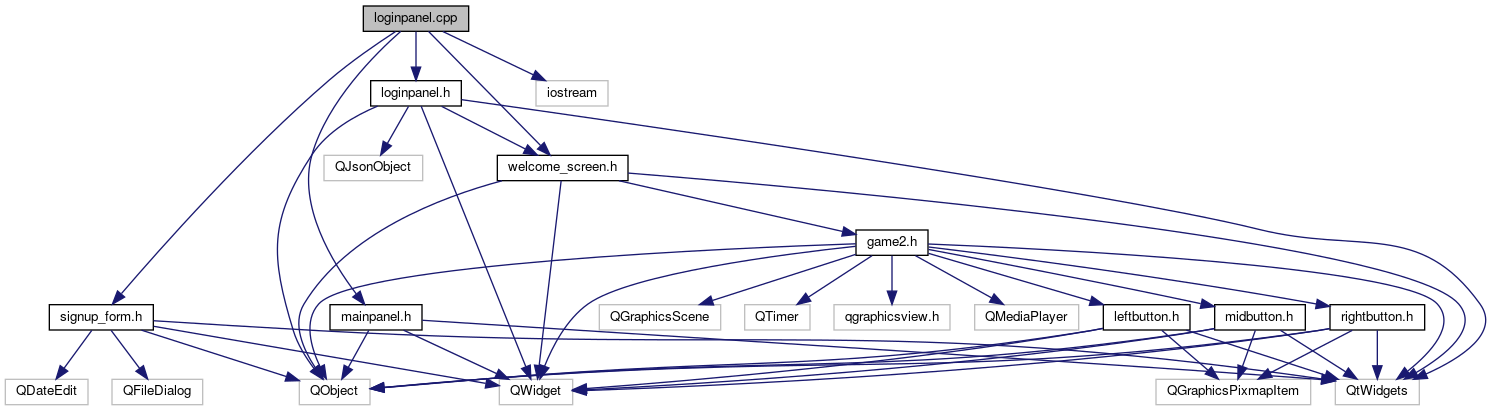 loginpanel.cpp
loginpanel.h
iostream
QJsonObject
welcome_screen.h
game2.h
signup_form.h
mainpanel.h
QGraphicsScene
QTimer
qgraphicsview.h
QMediaPlayer
leftbutton.h
midbutton.h
rightbutton.h
QDateEdit
QFileDialog
QObject
QWidget
QGraphicsPixmapItem
QtWidgets